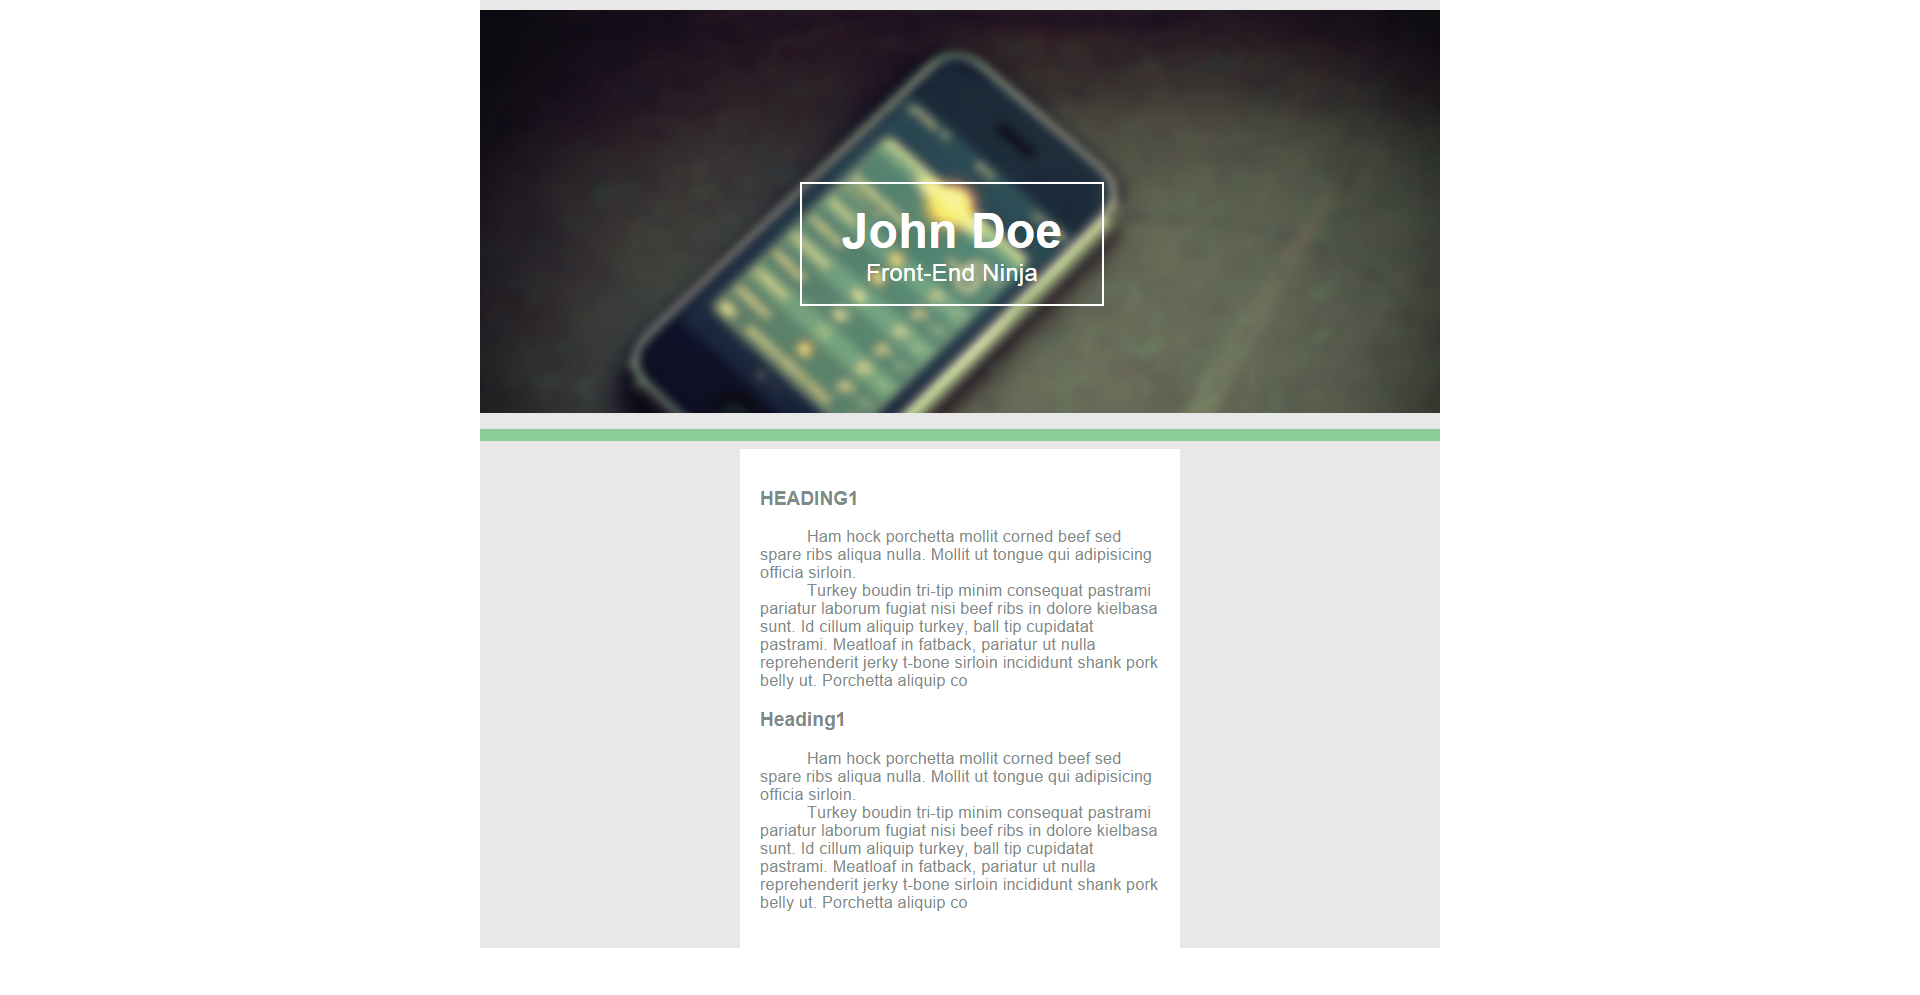 John Doe
Front-End Ninja
HEADING1
Ham hock porchetta mollit corned beef sed
spare ribs aliqua nulla. Mollit ut tongue qui adipisicing
officia sirloin.
Turkey boudin tri-tip minim consequat pastrami
pariatur laborum fugiat nisi beef ribs in dolore kielbasa
sunt. Id cillum aliquip turkey, ball tip cupidatat
pastrami. Meatloaf in fatback, pariatur ut nulla
reprehenderit jerky t-bone sirloin incididunt shank pork
belly ut. Porchetta aliquip co
Heading1
Ham hock porchetta mollit corned beef sed
spare ribs aliqua nulla. Mollit ut tongue qui adipisicing
officia sirloin.
Turkey boudin tri-tip minim consequat pastrami
pariatur laborum fugiat nisi beef ribs in dolore kielbasa
sunt. Id cillum aliquip turkey, ball tip cupidatat
pastrami. Meatloaf in fatback, pariatur ut nulla
reprehenderit jerky t-bone sirloin incididunt shank pork
belly ut. Porchetta aliquip co